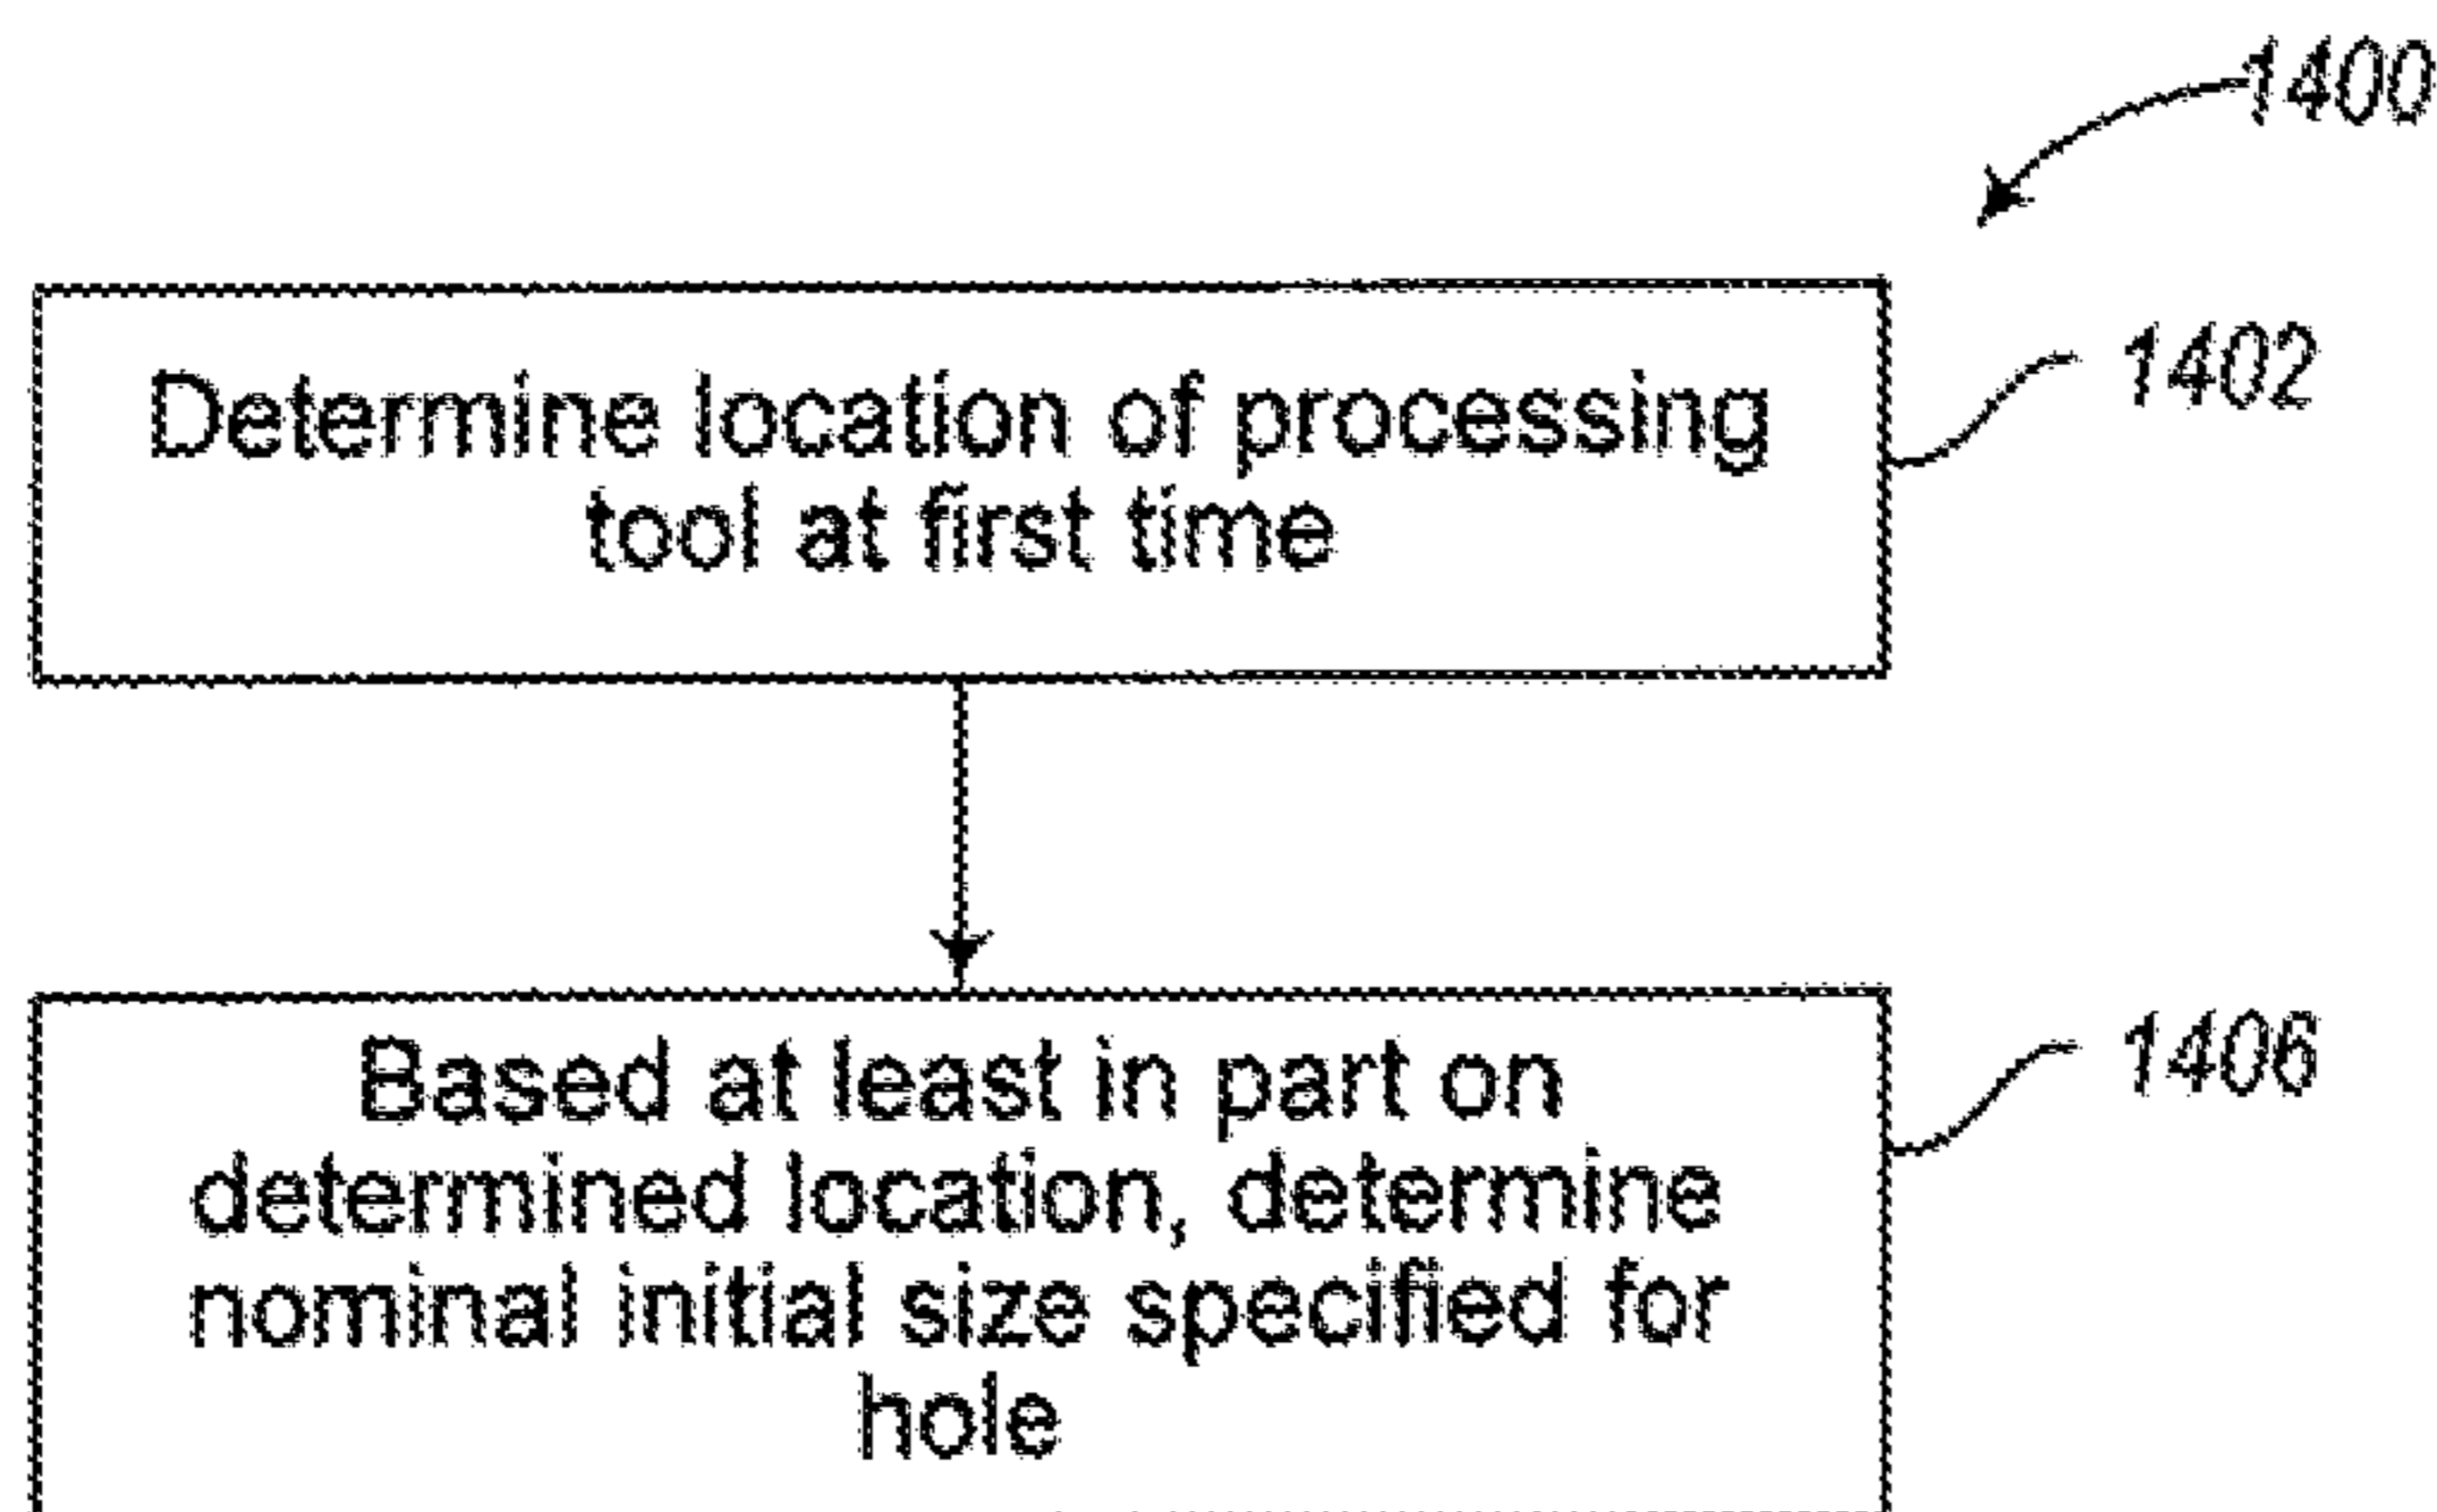 1400
Determine location of processing
tool at first time
1402
Based at least in part on
determined location, determine
nominal initial size specified for
hole
1406